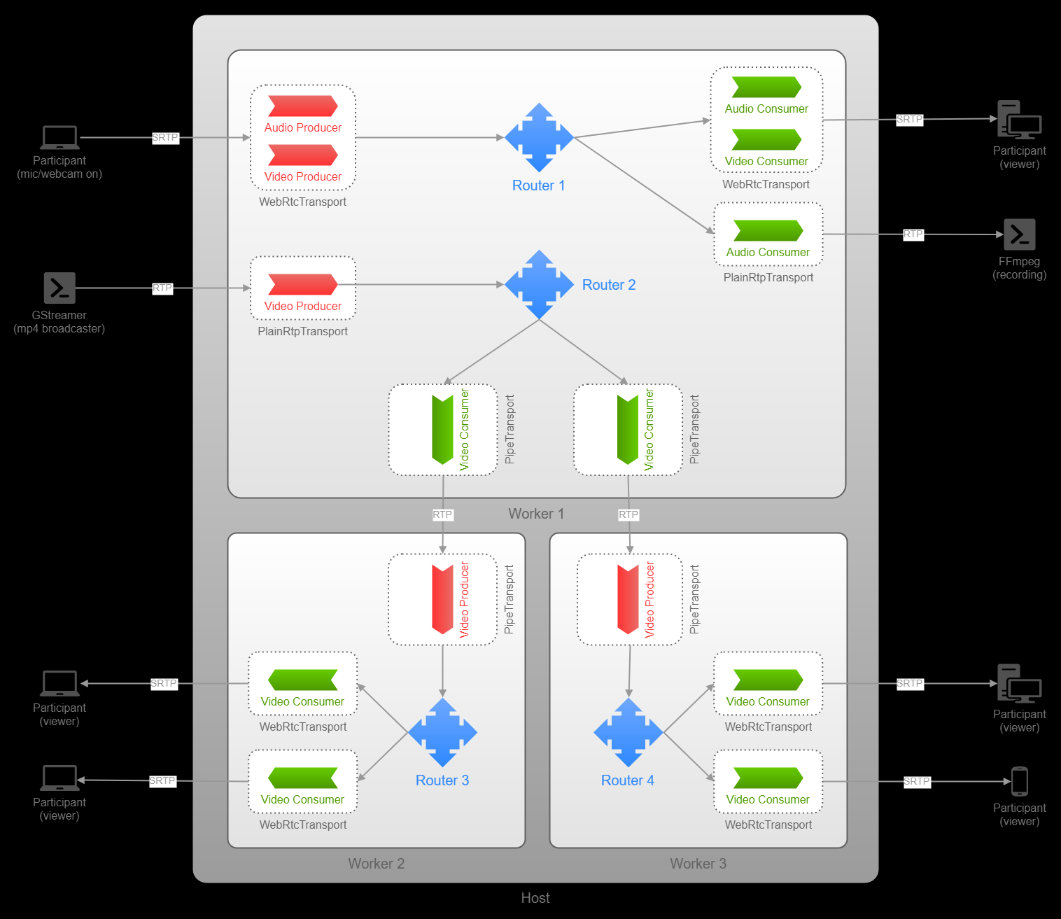 Audio Producer
Video Producer
WebRtcTransport
SRTP
Participant
(mic/webcam on)
Router 1
Audio Consumer
Video Consumer
WebRtcTransport
SRTP
Participant
(viewer)
Audio Consumer
PlainRtpTransport
RTP
FFmpeg
(recording)
RTP
GStreamer
(mp4 broadcaster)
Video Producer
PlainRtpTransport
Router 2
Video Consumer
PipeTransport
Video Consumer
PipeTransport
RTP
Worker 1
RTP
Video Producer
PipeTransport
Video Producer
PipeTransport
SRTP
Participant
(viewer)
Video Consumer
WebRtcTransport
Router 3
SRTP
Participant
(viewer)
Video Consumer
WebRtcTransport
Worker 2
Router 4
Video Consumer
WebRtcTransport
SRTP
Participant
(viewer)
Video Consumer
WebRtcTransport
SRTP
Participant
(viewer)
Worker 3
Host